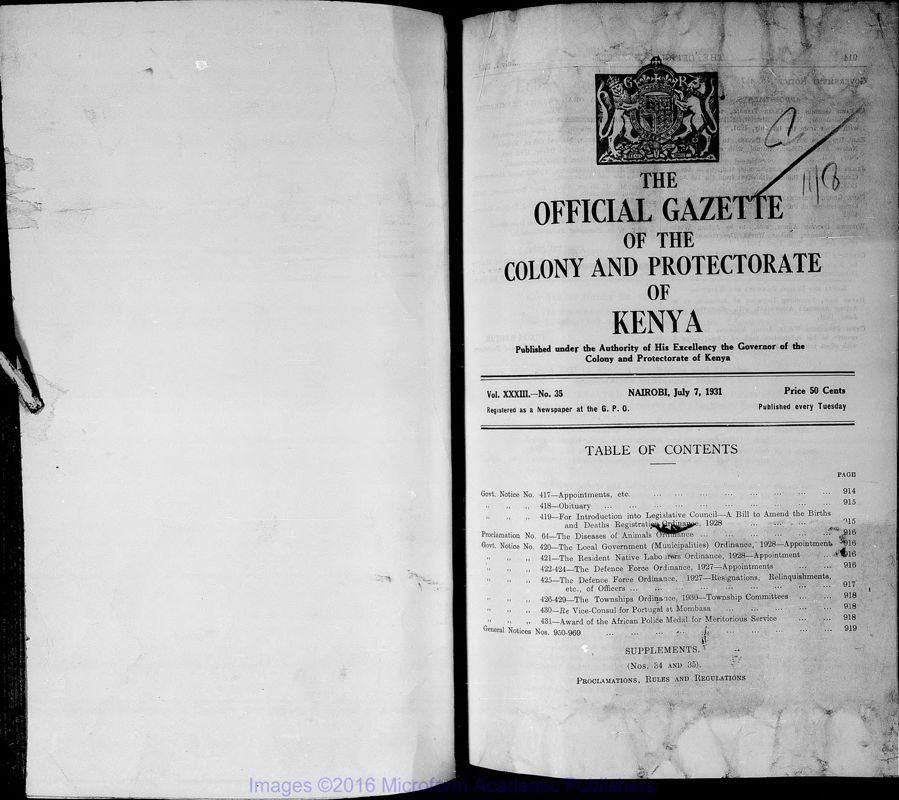 THE
OFFICIAL GAZETTE
OF THE
COLONY AND PROTECTORATE
OF
KENYA
Published under the Authority of His Excellency the Governor of the
Colony and Protectorate of Kenya
Vol. XXXIII.—No. 35 NAIROBI, July 7, 1931 Price 50 Cents
Registered as a Newspaper at the G. P. O. Published every Tuesday
TABLE OF CONTENTS
PAGE
Govt. Notice No. 417—Appointments, etc. ... 914
,, ,, ,, 418—Obituary ... 915
,, ,, ,, 419—For Introduction into Legislative Council—A Bill to Amend the Births
and Deaths Registration Ordinance, 1928 ... 915
Proclamation No. 64—The Diseases of Animals Ordinance ... 916
Govt. Notice No. 420—The Local Government (Municipalities) Ordinance, 1928—Appointment 916
,, ,, ,, 421—The Resident Native Labourers Ordinance, 1928—Appointment ... 916
,, ,, ,, 422-424—The Defence Force Ordinance, 1927—Appointments ... 916
,, ,, ,, 425—The Defence Force Ordinance, 1927—Resignations, Relinquishments,
etc., of Officers ... 917
,, ,, ,, 426-429—The Townships Ordinance, 1930—Township Committees ... 918
,, ,, ,, 430—Re Vice-Consul for Portugal at Mombasa ... 918
,, ,, ,, 431—Award of the African Police Medal for Meritorious Service ... 918
General Notices Nos. 950-969 ... 919
SUPPLEMENTS.
(Nos. 34 AND 35).
PROCLAMATIONS, RULES AND REGULATIONS
11/8
Images ©2016 Microform Academic Publishers